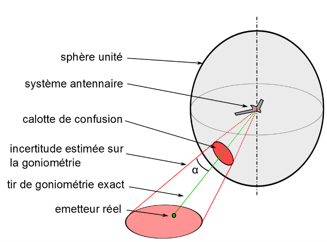 sphère unité
système antennaire
calotte de confusion
incertitude estimée sur
la goniométrie
α
tir de goniométrie exact
emetteur réel